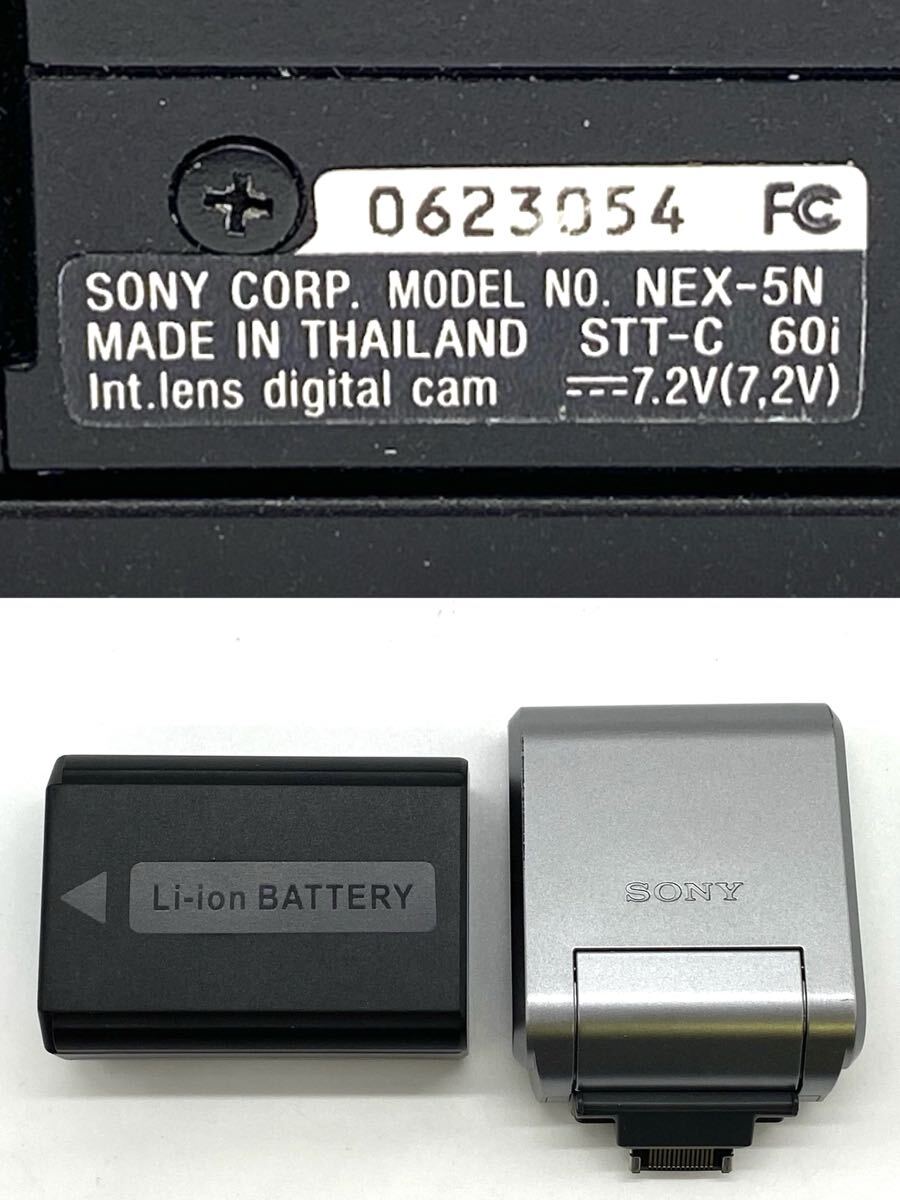 0623054 FC
SONY CORP. MODEL NO. NEX-5N
MADE IN THAILAND STT-C 60i
Int.lens digital cam ⎓7.2V(7,2V)
Li-ion BATTERY
SONY